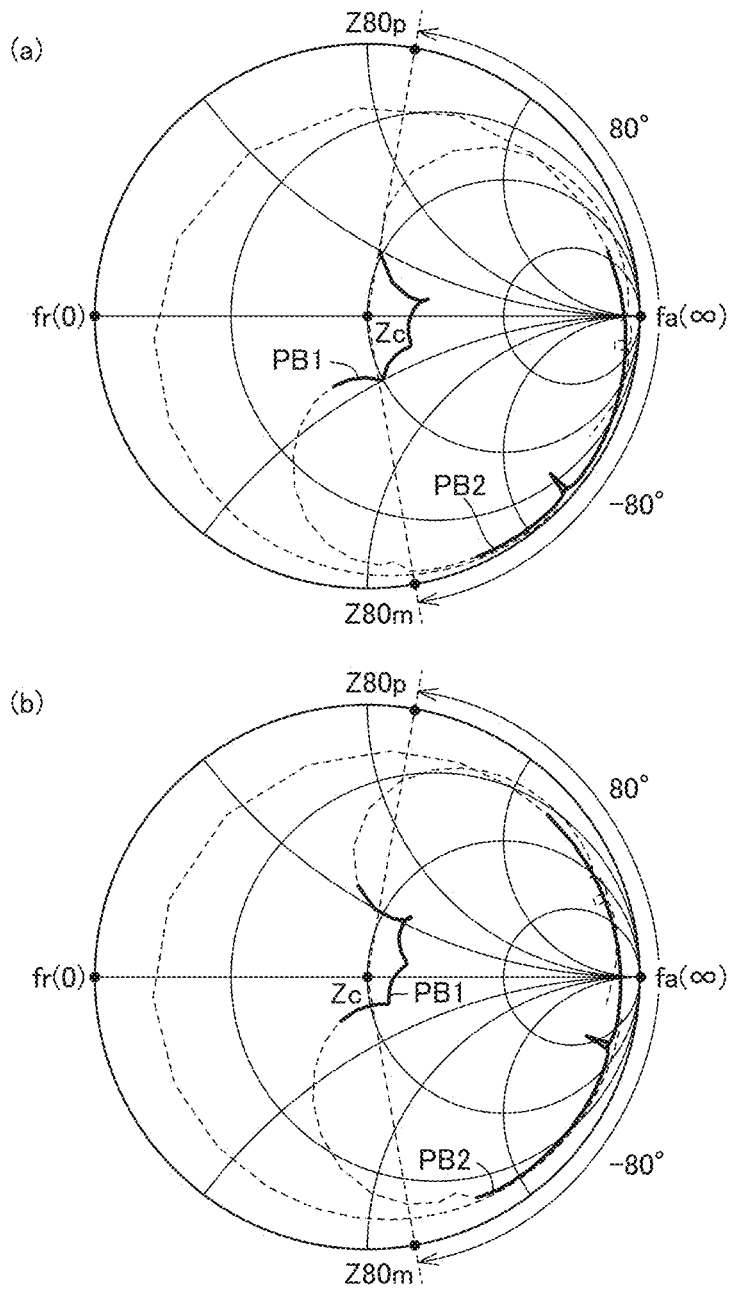 (a)
Z80p
80°
fr(0)
Zc
fa(∞)
PB1
PB2
-80°
Z80m
(b)
Z80p
80°
fr(0)
Zc
PB1
fa(∞)
PB2
-80°
Z80m